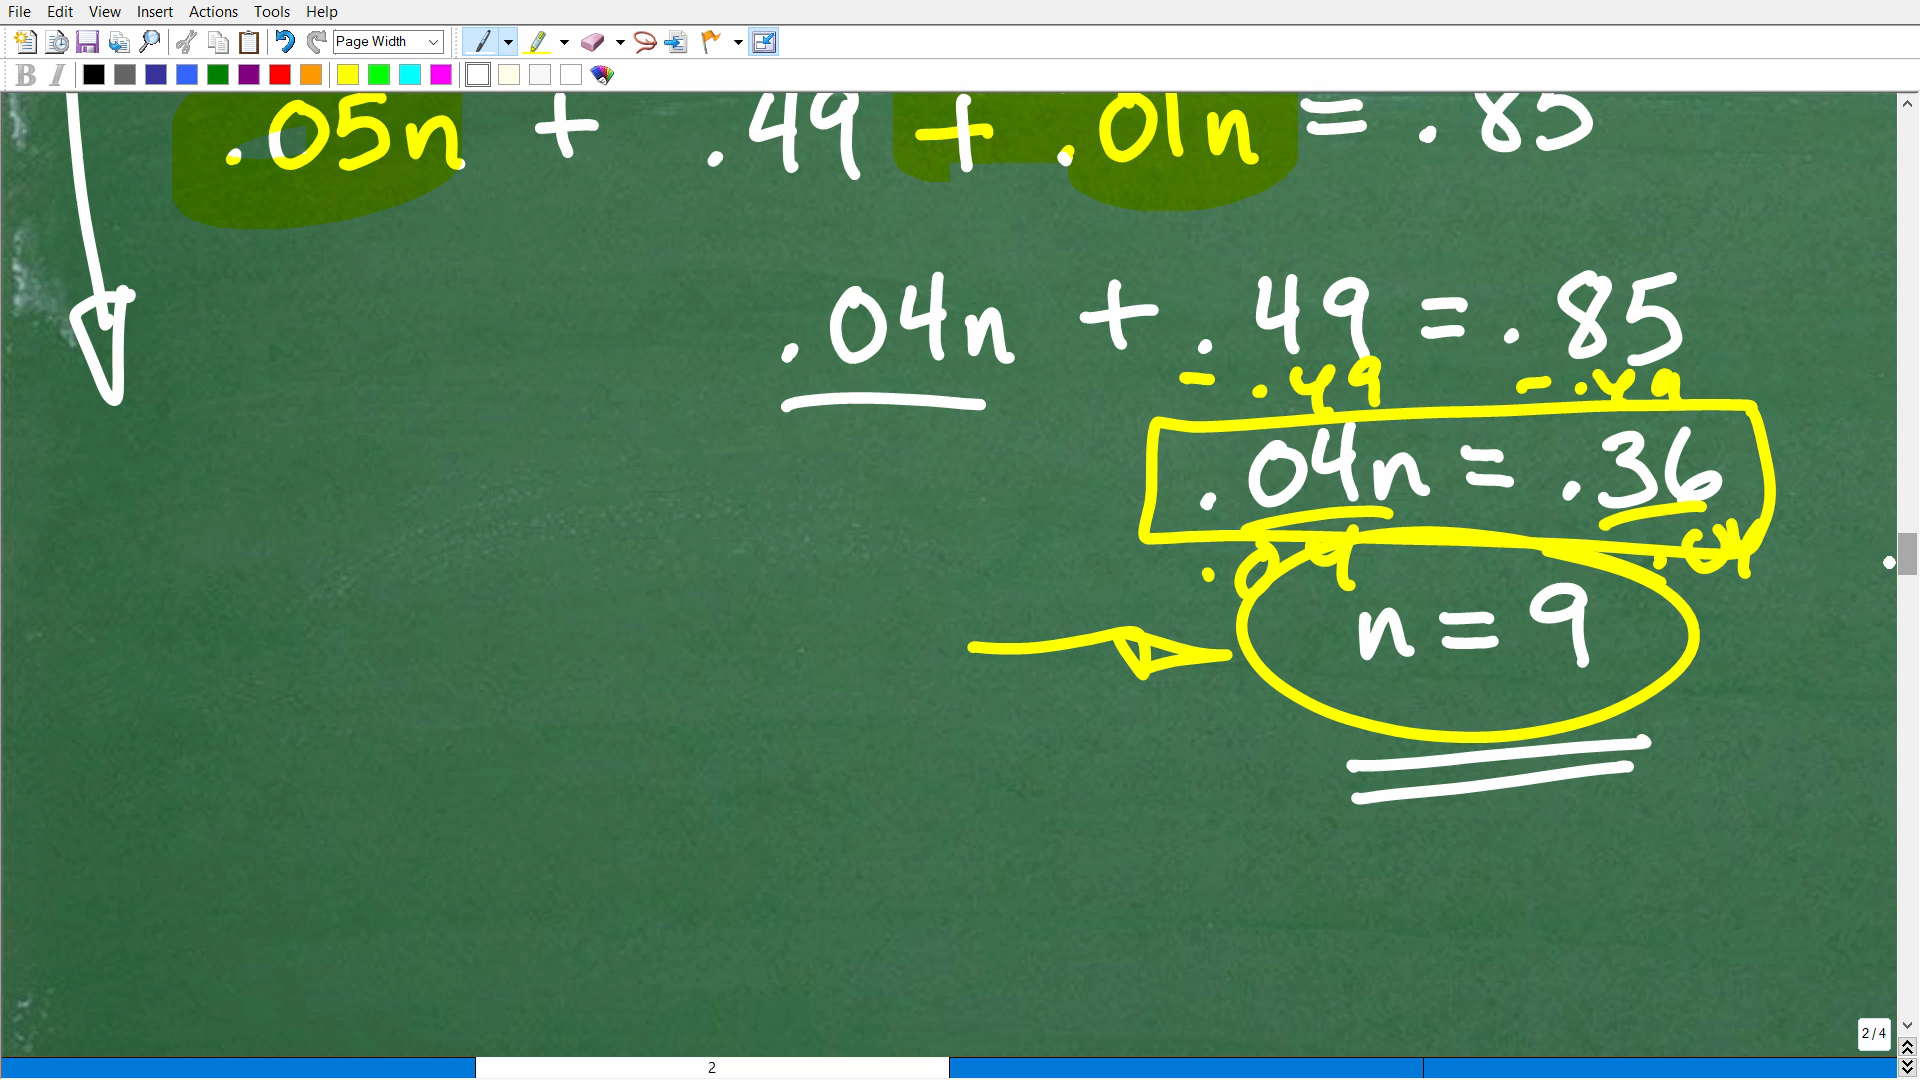 File Edit View Insert Actions Tools Help
Page Width
B I
.05n + .49 + .01n = .85
.04n + .49 = .85
- .49 - .49
.04n = .36
.04 .04
n = 9
2 / 4
2